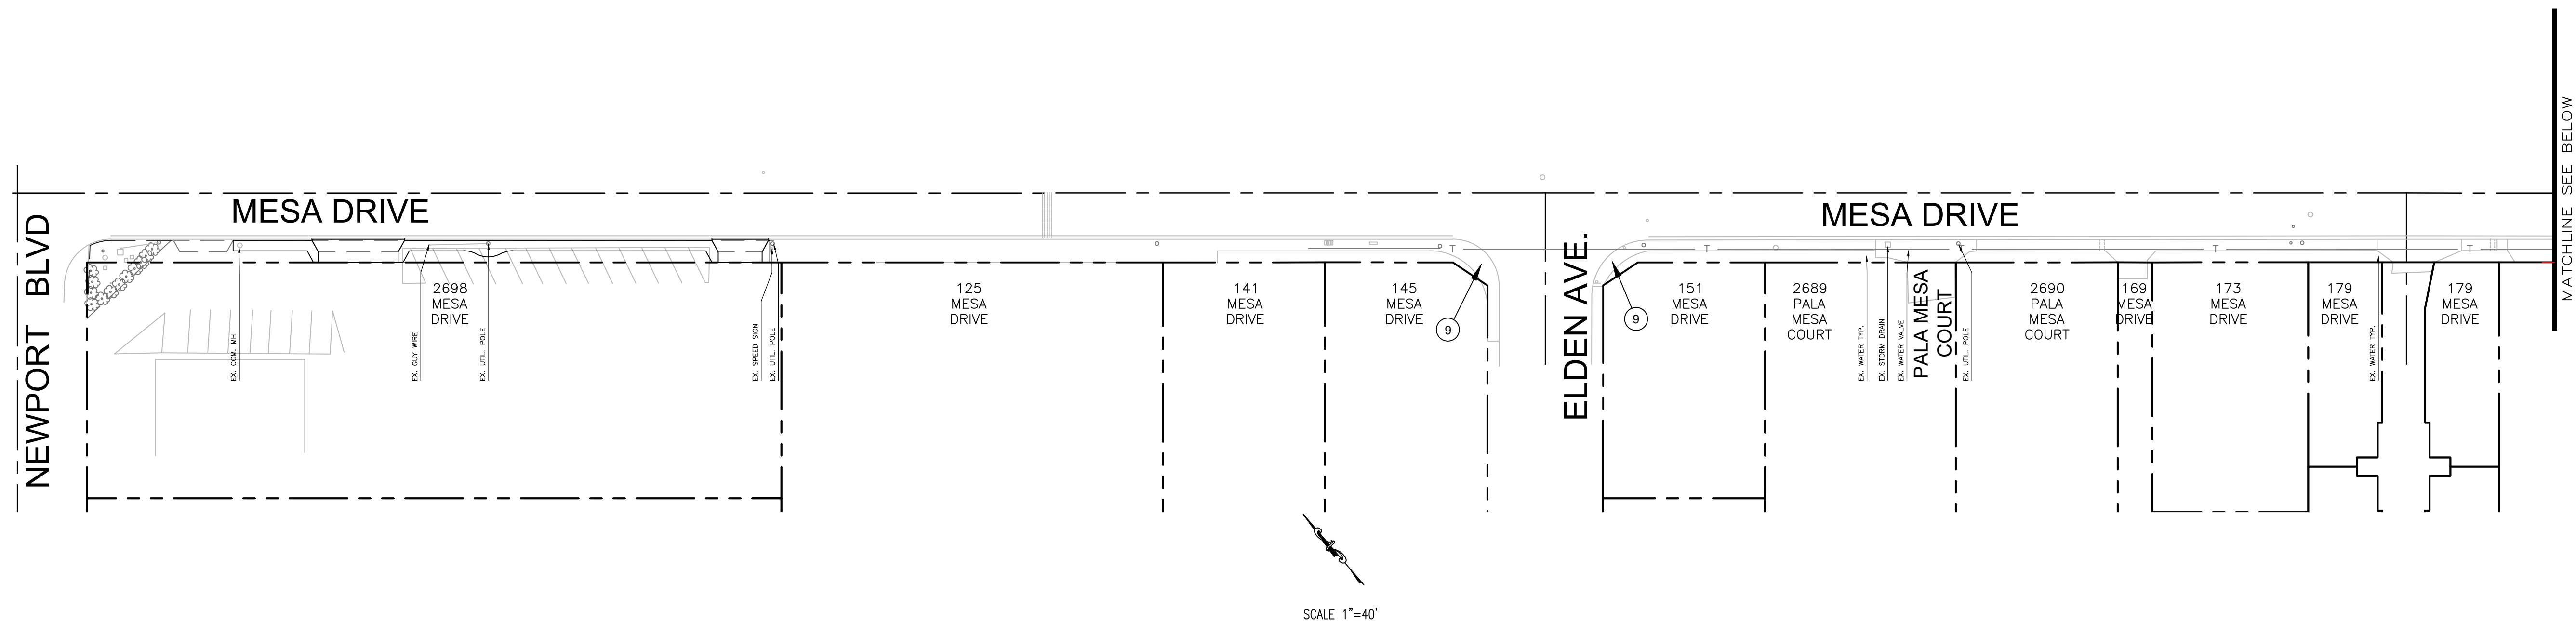 MESA DRIVE
MESA DRIVE
NEWPORT BLVD
ELDEN AVE.
PALA MESA
COURT
MATCHLINE SEE BELOW
2698
MESA
DRIVE
125
MESA
DRIVE
141
MESA
DRIVE
145
MESA
DRIVE
9
9
151
MESA
DRIVE
2689
PALA
MESA
COURT
2690
PALA
MESA
COURT
169
MESA
DRIVE
173
MESA
DRIVE
179
MESA
DRIVE
179
MESA
DRIVE
EX. COM. MH
EX. GUY WIRE
EX. UTIL. POLE
EX. SPEED SIGN
EX. UTIL. POLE
EX. WATER TYP.
EX. STORM DRAIN
EX. WATER VALVE
EX. UTIL. POLE
EX. WATER TYP.
T
T
T
T
T
SCALE 1"=40'